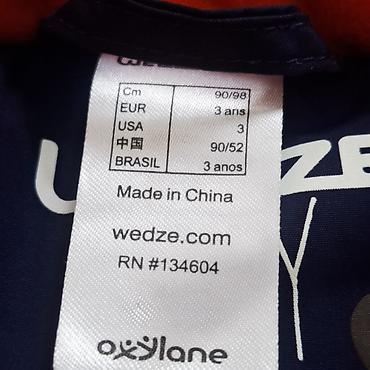 Cm 90/98
EUR 3 ans
USA 3
中国 90/52
BRASIL 3 anos
Made in China
wedze.com
RN #134604
oxylane